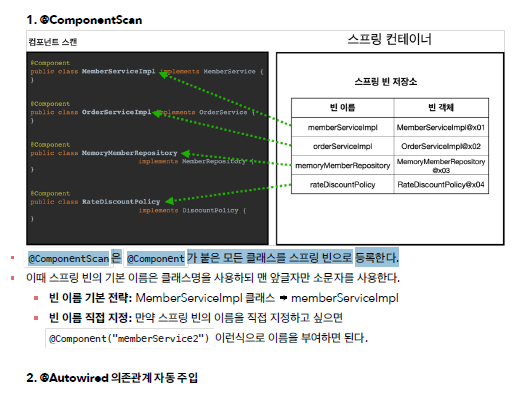 1. @ComponentScan
컴포넌트 스캔
스프링 컨테이너
@Component
public class MemberServiceImpl implements MemberService {
}
@Component
public class OrderServiceImpl implements OrderService {
}
@Component
public class MemoryMemberRepository
implements MemberRepository {
}
@Component
public class RateDiscountPolicy
implements DiscountPolicy {
}
스프링 빈 저장소
빈 이름 빈 객체
memberServiceImpl MemberServiceImpl@x01
orderServiceImpl OrderServiceImpl@x02
memoryMemberRepository MemoryMemberRepository
@x03
rateDiscountPolicy RateDiscountPolicy@x04
@ComponentScan 은 @Component 가 붙은 모든 클래스를 스프링 빈으로 등록한다.
이때 스프링 빈의 기본 이름은 클래스명을 사용하되 맨 앞글자만 소문자를 사용한다.
빈 이름 기본 전략: MemberServiceImpl 클래스 ➡ memberServiceImpl
빈 이름 직접 지정: 만약 스프링 빈의 이름을 직접 지정하고 싶으면
@Component("memberService2") 이런식으로 이름을 부여하면 된다.
2. @Autowired 의존관계 자동 주입